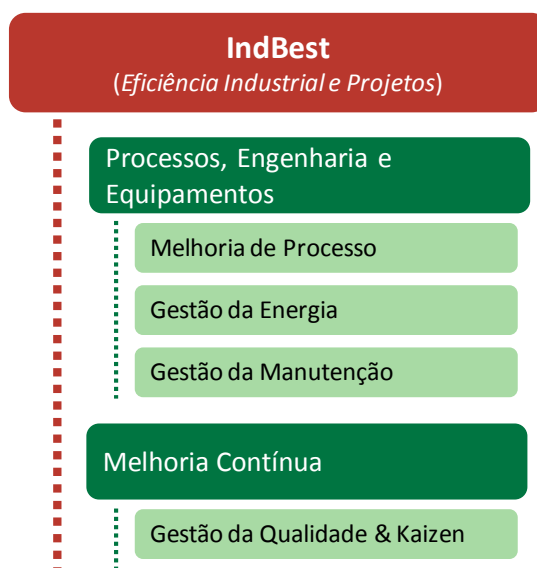 IndBest
(Eficiência Industrial e Projetos)
Processos, Engenharia e
Equipamentos
Melhoria de Processo
Gestão da Energia
Gestão da Manutenção
Melhoria Contínua
Gestão da Qualidade & Kaizen